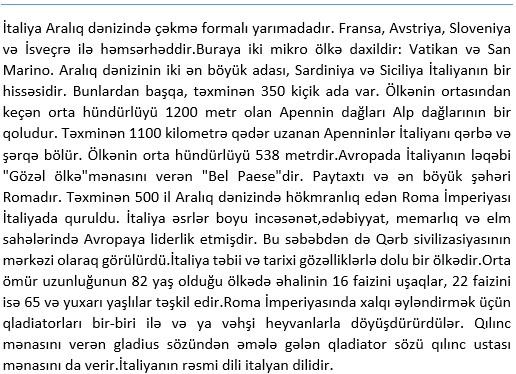 İtaliya Aralıq dənizində çəkmə formalı yarımadadır. Fransa, Avstriya, Sloveniya
və İsveçrə ilə həmsərhəddir.Buraya iki mikro ölkə daxildir: Vatikan və San
Marino. Aralıq dənizinin iki ən böyük adası, Sardiniya və Siciliya İtaliyanın bir
hissəsidir. Bunlardan başqa, təxminən 350 kiçik ada var. Ölkənin ortasından
keçən orta hündürlüyü 1200 metr olan Apennin dağları Alp dağlarının bir
qoludur. Təxminən 1100 kilometrə qədər uzanan Apenninlər İtaliyanı qərbə və
şərqə bölür. Ölkənin orta hündürlüyü 538 metrdir.Avropada İtaliyanın ləqəbi
"Gözəl ölkə"mənasını verən "Bel Paese"dir. Paytaxtı və ən böyük şəhəri
Romadır. Təxminən 500 il Aralıq dənizində hökmranlıq edən Roma İmperiyası
İtaliyada quruldu. İtaliya əsrlər boyu incəsənət,ədəbiyyat, memarlıq və elm
sahələrində Avropaya liderlik etmişdir. Bu səbəbdən də Qərb sivilizasiyasının
mərkəzi olaraq görülürdü.İtaliya təbii və tarixi gözəlliklərlə dolu bir ölkədir.Orta
ömür uzunluğunun 82 yaş olduğu ölkədə əhalinin 16 faizini uşaqlar, 22 faizini
isə 65 və yuxarı yaşlılar təşkil edir.Roma İmperiyasında xalqı əyləndirmək üçün
qladiatorları bir-biri ilə və ya vəhşi heyvanlarla döyüşdürürdülər. Qılınc
mənasını verən gladius sözündən əmələ gələn qladiator sözü qılınc ustası
mənasını da verir.İtaliyanın rəsmi dili italyan dilidir.